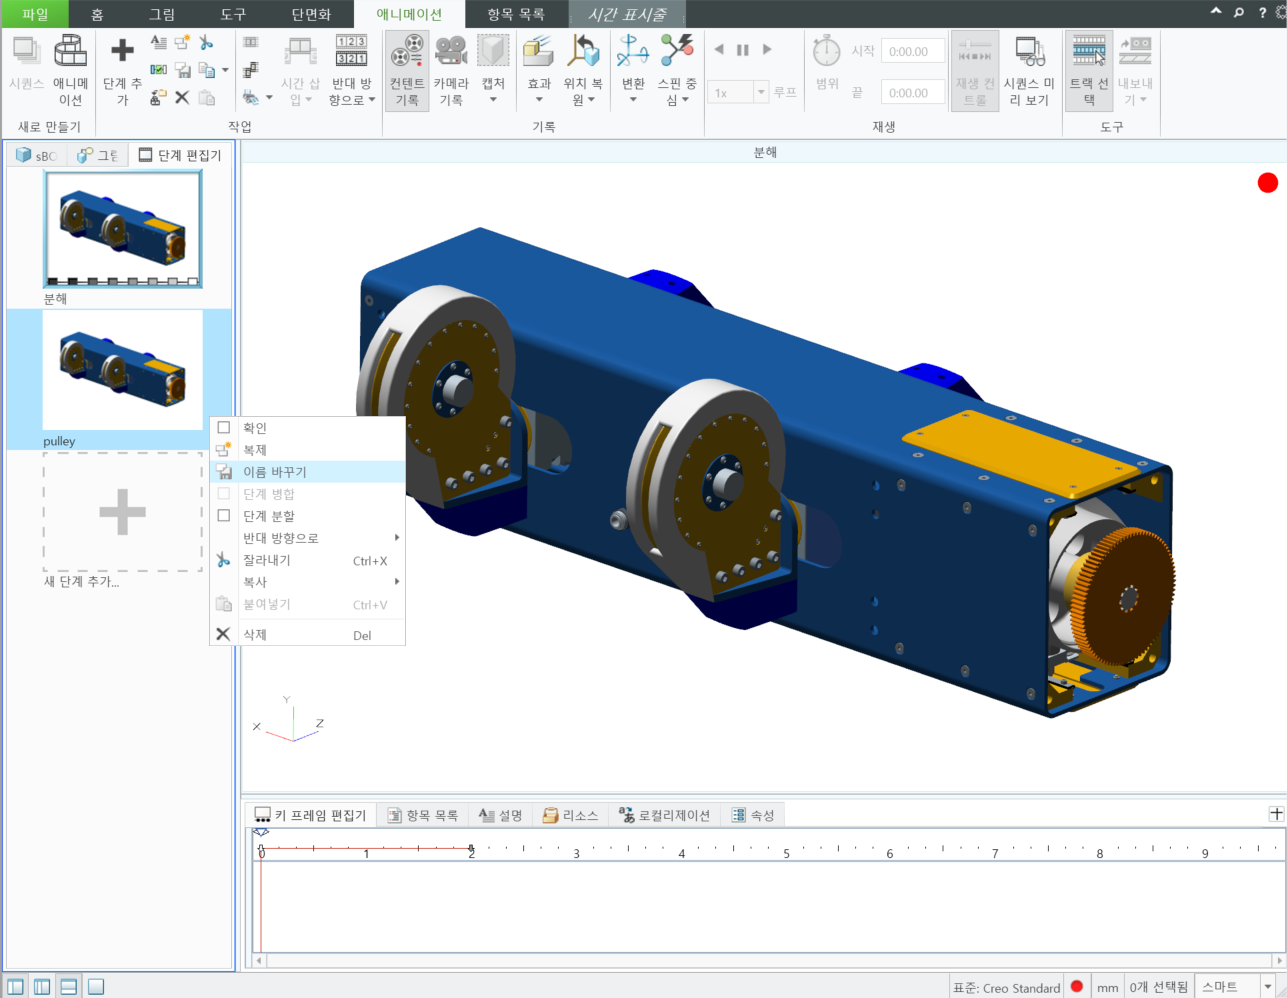 파일 홈 그림 도구 단면화 애니메이션 항목 목록 시간 표시줄
시퀀스
애니메
이션
새로 만들기
단계 추
가
시간 삽
입
반대 방
향으로
작업
컨텐트
기록
카메라
기록
캡처
효과
위치 복
원
기록
변환
스핀 중
심
1x
루프
범위
시작
0:00.00
끝
0:00.00
재생 컨
트롤
시퀀스 미
리 보기
재생
트랙 선
택
내보내
기
도구
sBC
그림
단계 편집기
분해
분해
pulley
새 단계 추가...
확인
복제
이름 바꾸기
단계 병합
단계 분할
반대 방향으로
잘라내기 Ctrl+X
복사
붙여넣기 Ctrl+V
삭제 Del
Y
X
Z
키 프레임 편집기 항목 목록 설명 리소스 로컬리제이션 속성
0 1 2 3 4 5 6 7 8 9
표준: Creo Standard mm 0개 선택됨 스마트